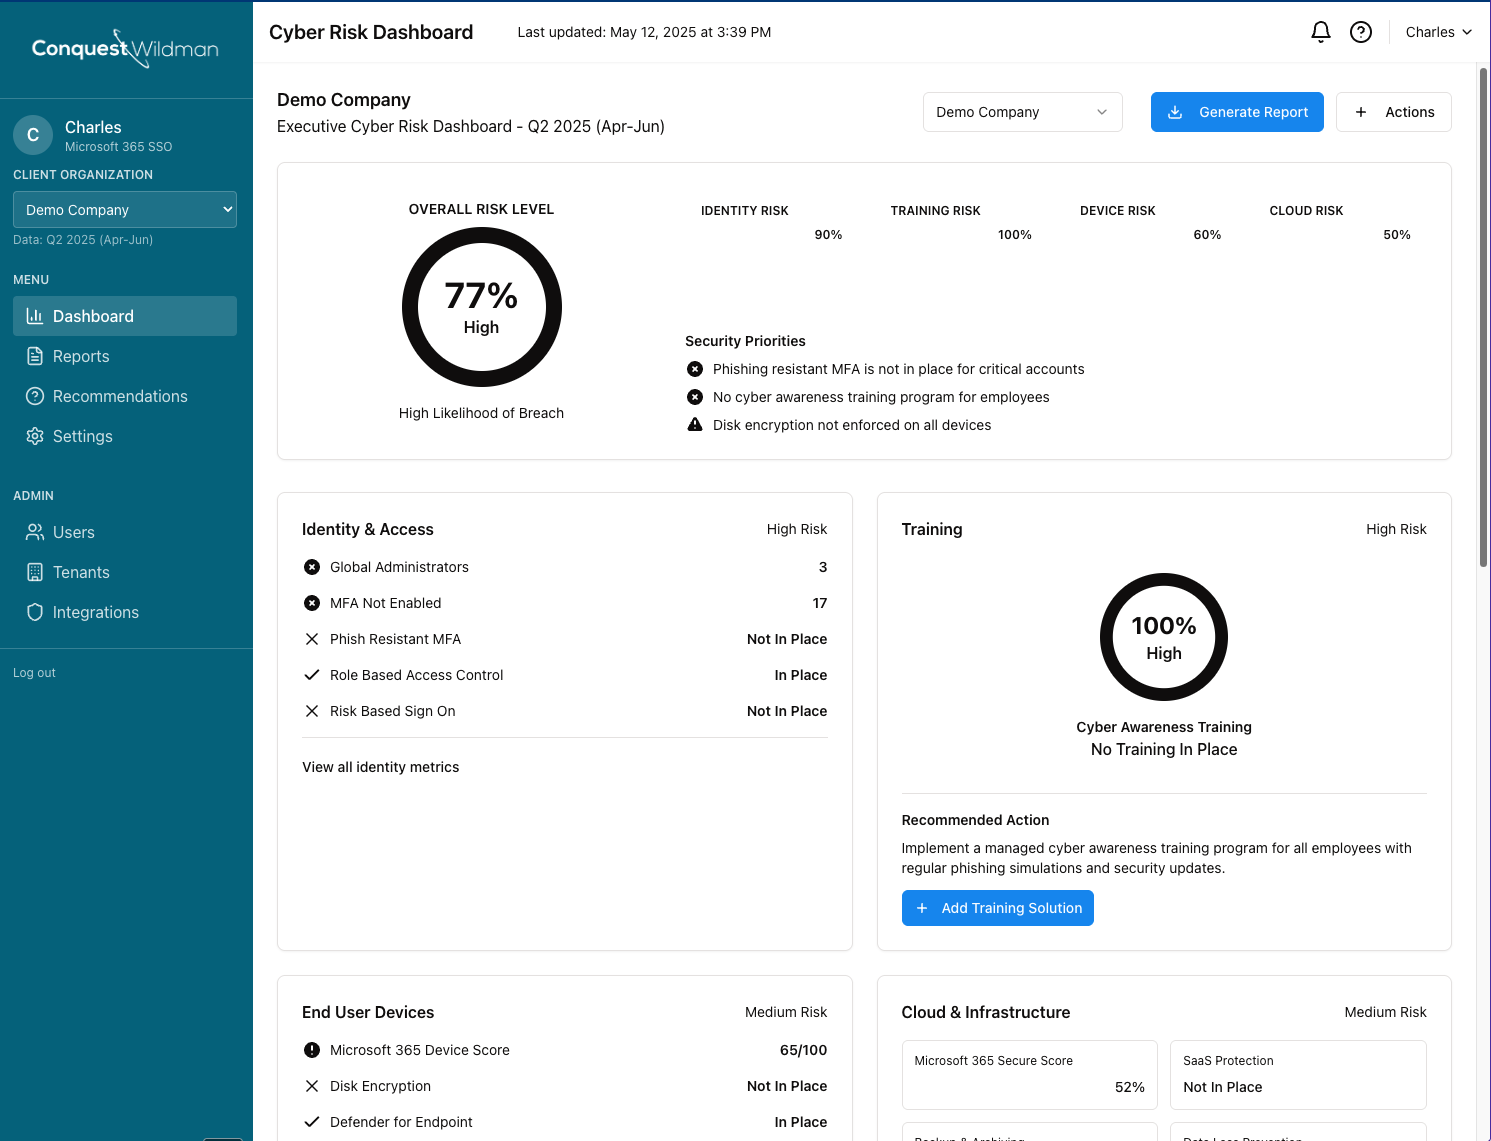 ConquestWildman
Cyber Risk Dashboard
Last updated: May 12, 2025 at 3:39 PM
Charles
C
Charles
Microsoft 365 SSO
CLIENT ORGANIZATION
Demo Company
Data: Q2 2025 (Apr-Jun)
MENU
Dashboard
Reports
Recommendations
Settings
ADMIN
Users
Tenants
Integrations
Log out
Demo Company
Executive Cyber Risk Dashboard - Q2 2025 (Apr-Jun)
Demo Company
Generate Report
Actions
OVERALL RISK LEVEL
77%
High
High Likelihood of Breach
IDENTITY RISK
90%
TRAINING RISK
100%
DEVICE RISK
60%
CLOUD RISK
50%
Security Priorities
Phishing resistant MFA is not in place for critical accounts
No cyber awareness training program for employees
Disk encryption not enforced on all devices
Identity & Access
High Risk
Global Administrators 3
MFA Not Enabled 17
Phish Resistant MFA Not In Place
Role Based Access Control In Place
Risk Based Sign On Not In Place
View all identity metrics
Training
High Risk
100%
High
Cyber Awareness Training
No Training In Place
Recommended Action
Implement a managed cyber awareness training program for all employees with
regular phishing simulations and security updates.
Add Training Solution
End User Devices
Medium Risk
Microsoft 365 Device Score 65/100
Disk Encryption Not In Place
Defender for Endpoint In Place
Cloud & Infrastructure
Medium Risk
Microsoft 365 Secure Score
52%
SaaS Protection
Not In Place
Backup & Archiving
Data Loss Prevention